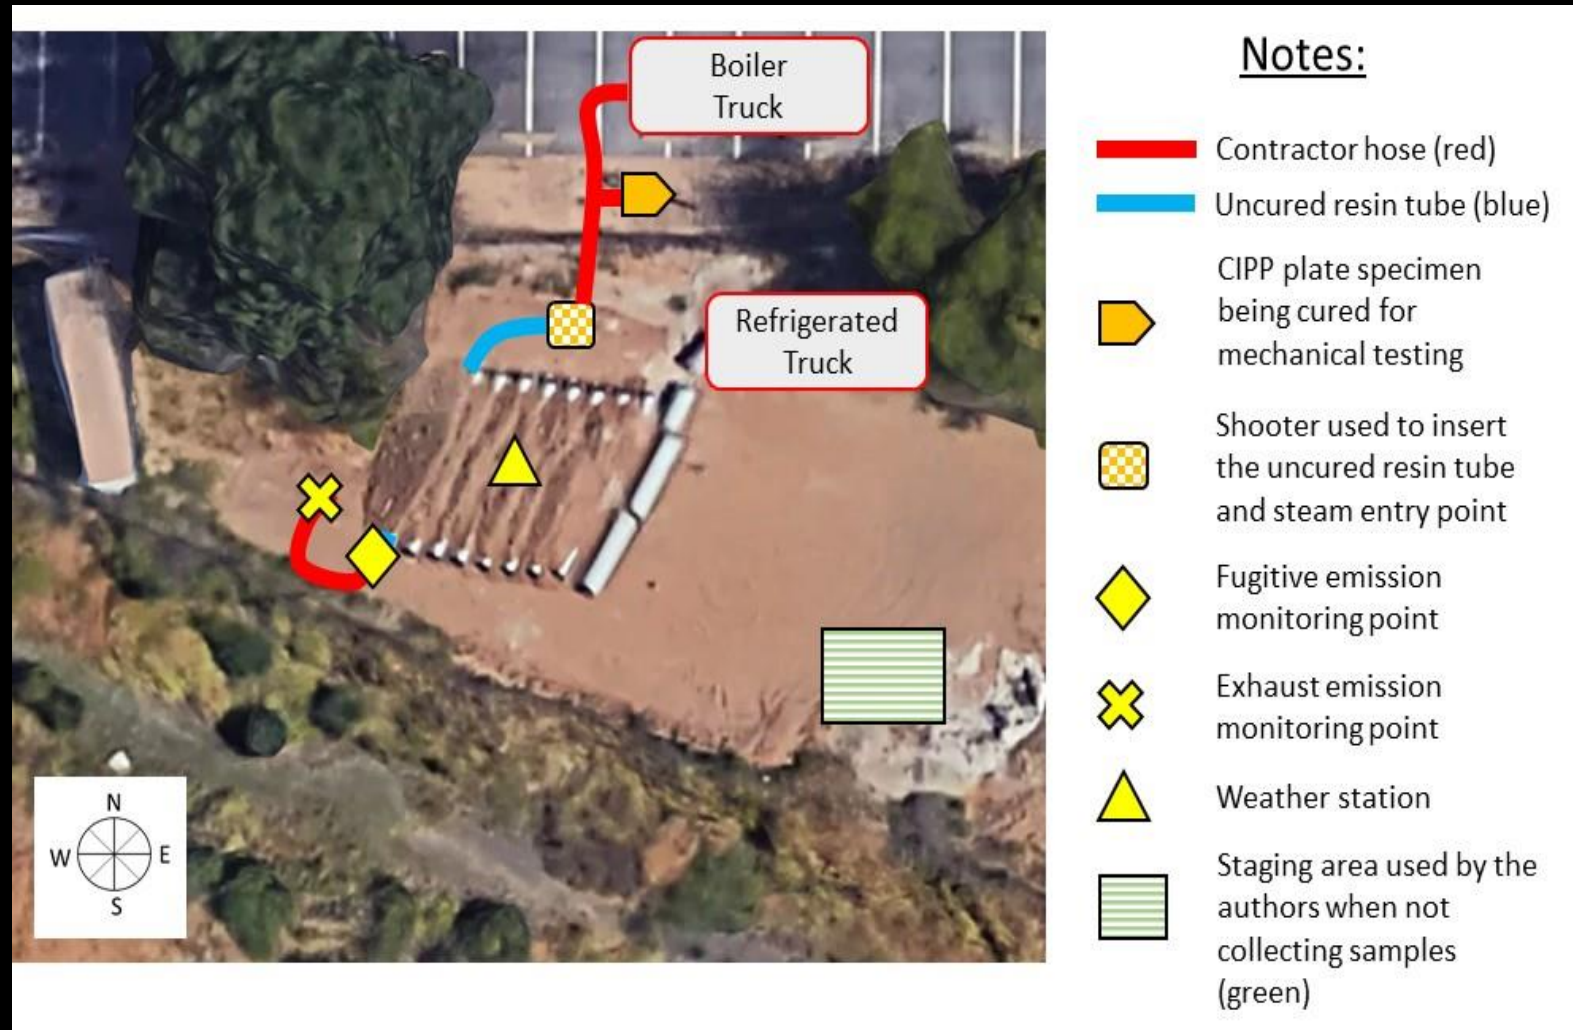 Boiler
Truck
Refrigerated
Truck
N
W
E
S
Notes:
Contractor hose (red)
Uncured resin tube (blue)
CIPP plate specimen
being cured for
mechanical testing
Shooter used to insert
the uncured resin tube
and steam entry point
Fugitive emission
monitoring point
Exhaust emission
monitoring point
Weather station
Staging area used by the
authors when not
collecting samples
(green)